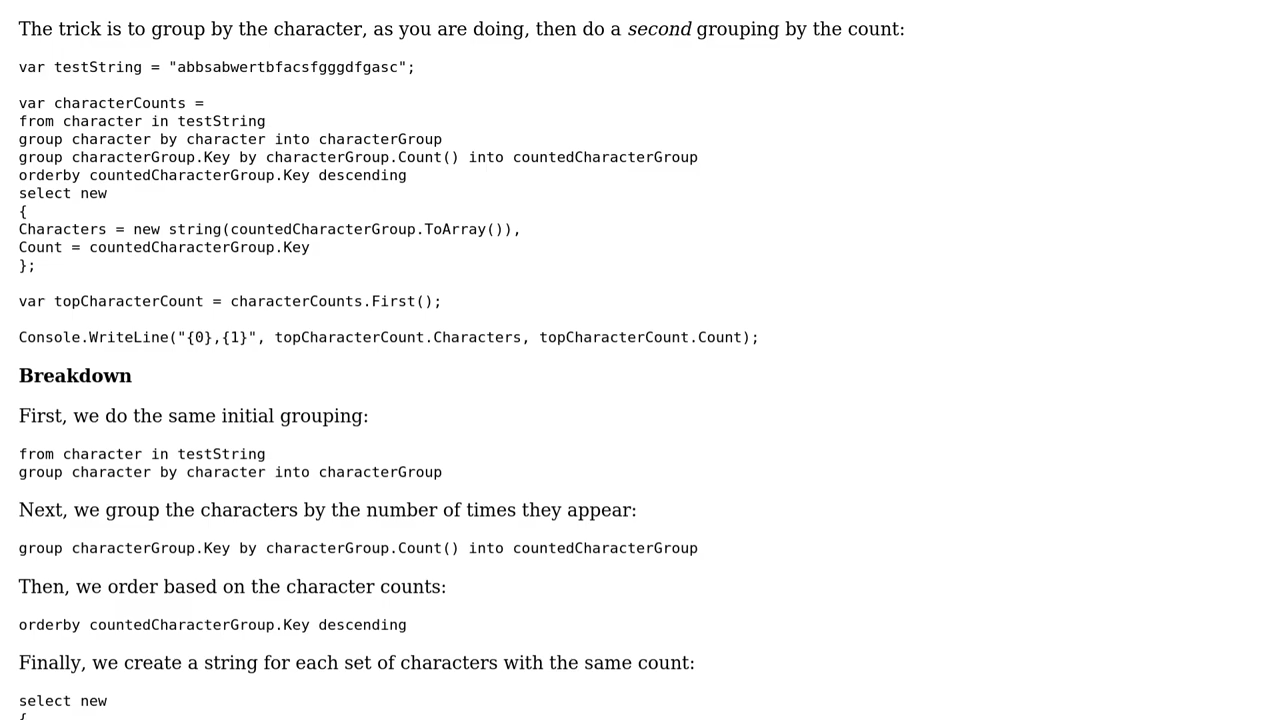 The trick is to group by the character, as you are doing, then do a second grouping by the count:
var testString = "abbsabwertbfacsfgggdfgasc";
var characterCounts =
from character in testString
group character by character into characterGroup
group characterGroup.Key by characterGroup.Count() into countedCharacterGroup
orderby countedCharacterGroup.Key descending
select new
{
Characters = new string(countedCharacterGroup.ToArray()),
Count = countedCharacterGroup.Key
};
var topCharacterCount = characterCounts.First();
Console.WriteLine("{0},{1}", topCharacterCount.Characters, topCharacterCount.Count);
Breakdown
First, we do the same initial grouping:
from character in testString
group character by character into characterGroup
Next, we group the characters by the number of times they appear:
group characterGroup.Key by characterGroup.Count() into countedCharacterGroup
Then, we order based on the character counts:
orderby countedCharacterGroup.Key descending
Finally, we create a string for each set of characters with the same count:
select new
{